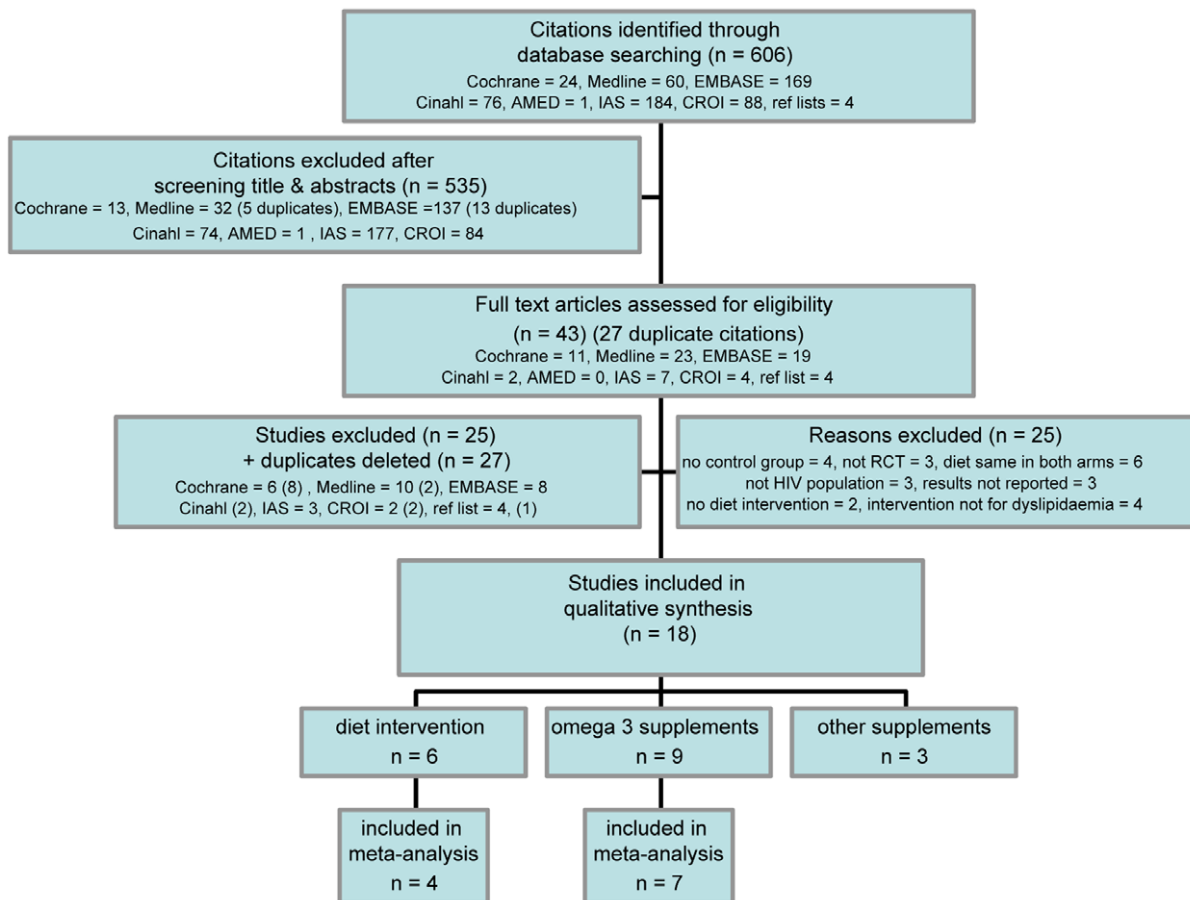 Citations identified through
database searching (n = 606)
Cochrane = 24, Medline = 60, EMBASE = 169
Cinahl = 76, AMED = 1, IAS = 184, CROI = 88, ref lists = 4
Citations excluded after
screening title & abstracts (n = 535)
Cochrane = 13, Medline = 32 (5 duplicates), EMBASE =137 (13 duplicates)
Cinahl = 74, AMED = 1 , IAS = 177, CROI = 84
Full text articles assessed for eligibility
(n = 43) (27 duplicate citations)
Cochrane = 11, Medline = 23, EMBASE = 19
Cinahl = 2, AMED = 0, IAS = 7, CROI = 4, ref list = 4
Studies excluded (n = 25)
+ duplicates deleted (n = 27)
Cochrane = 6 (8) , Medline = 10 (2), EMBASE = 8
Cinahl (2), IAS = 3, CROI = 2 (2), ref list = 4, (1)
Reasons excluded (n = 25)
no control group = 4, not RCT = 3, diet same in both arms = 6
not HIV population = 3, results not reported = 3
no diet intervention = 2, intervention not for dyslipidaemia = 4
Studies included in
qualitative synthesis
(n = 18)
diet intervention
n = 6
omega 3 supplements
n = 9
other supplements
n = 3
included in
meta-analysis
n = 4
included in
meta-analysis
n = 7